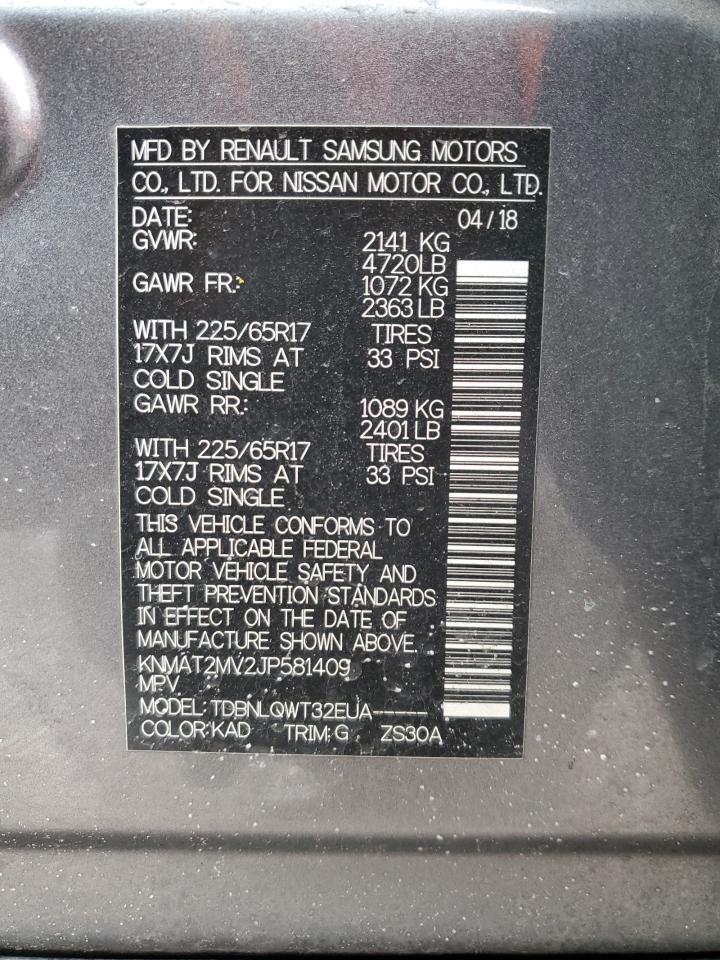 MFD BY RENAULT SAMSUNG MOTORS
CO., LTD. FOR NISSAN MOTOR CO., LTD.
DATE: 04/18
GVWR: 2141 KG
4720LB
GAWR FR: 1072 KG
2363LB
WITH 225/65R17 TIRES
17X7J RIMS AT 33 PSI
COLD SINGLE
GAWR RR: 1089 KG
2401LB
WITH 225/65R17 TIRES
17X7J RIMS AT 33 PSI
COLD SINGLE
THIS VEHICLE CONFORMS TO
ALL APPLICABLE FEDERAL
MOTOR VEHICLE SAFETY AND
THEFT PREVENTION STANDARDS
IN EFFECT ON THE DATE OF
MANUFACTURE SHOWN ABOVE.
KNMAT2MV2JP581409
MPV
MODEL: TDBNLQWT32EUA------
COLOR:KAD TRIM:G ZS30A